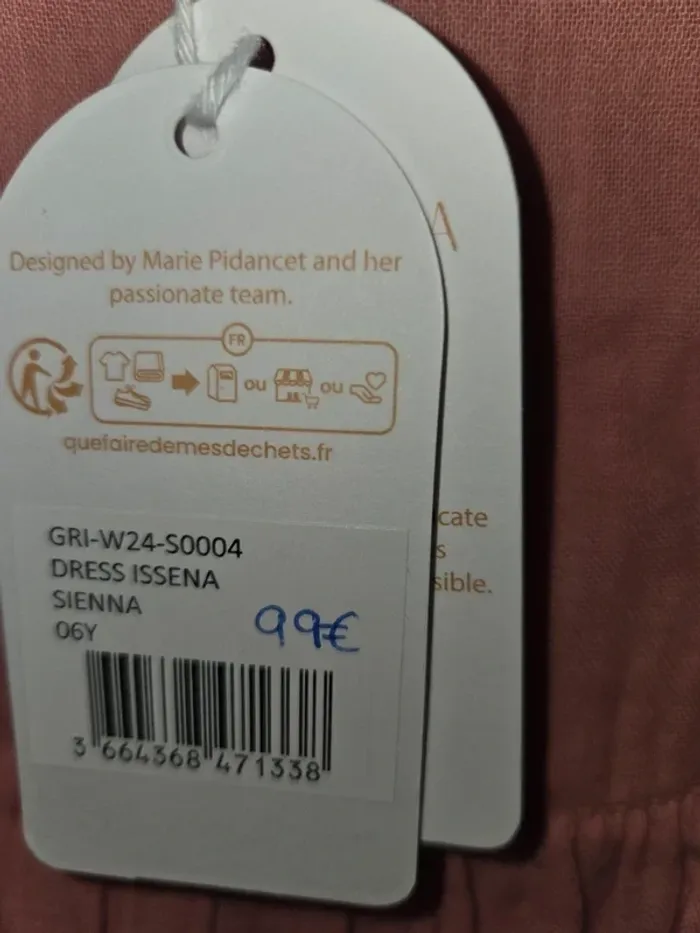 Designed by Marie Pidancet and her
passionate team.
FR
ou
ou
quefairedemesdechets.fr
GRI-W24-S0004
DRESS ISSENA
SIENNA
06Y
99€
3 664368 471338
A
cate
s
sible.